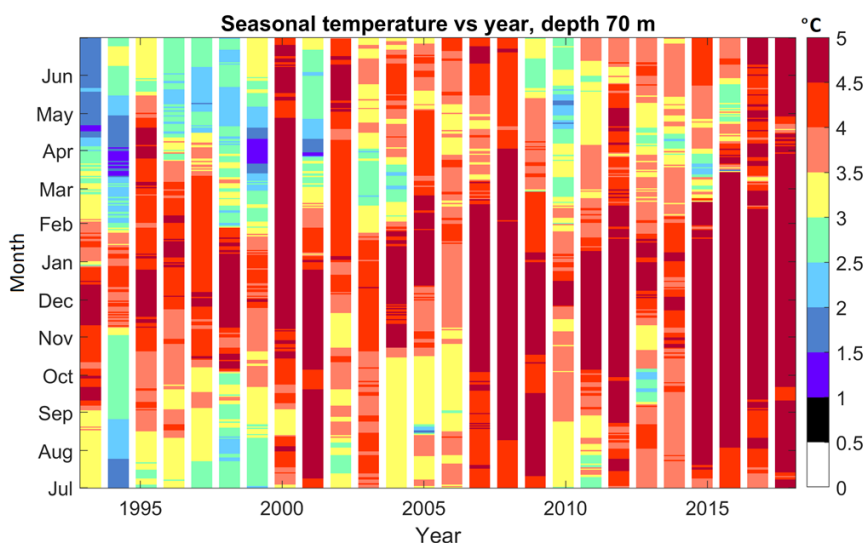 Seasonal temperature vs year, depth 70 m
°C
Month
Jun
May
Apr
Mar
Feb
Jan
Dec
Nov
Oct
Sep
Aug
Jul
1995
2000
2005
2010
2015
Year
5
4.5
4
3.5
3
2.5
2
1.5
1
0.5
0